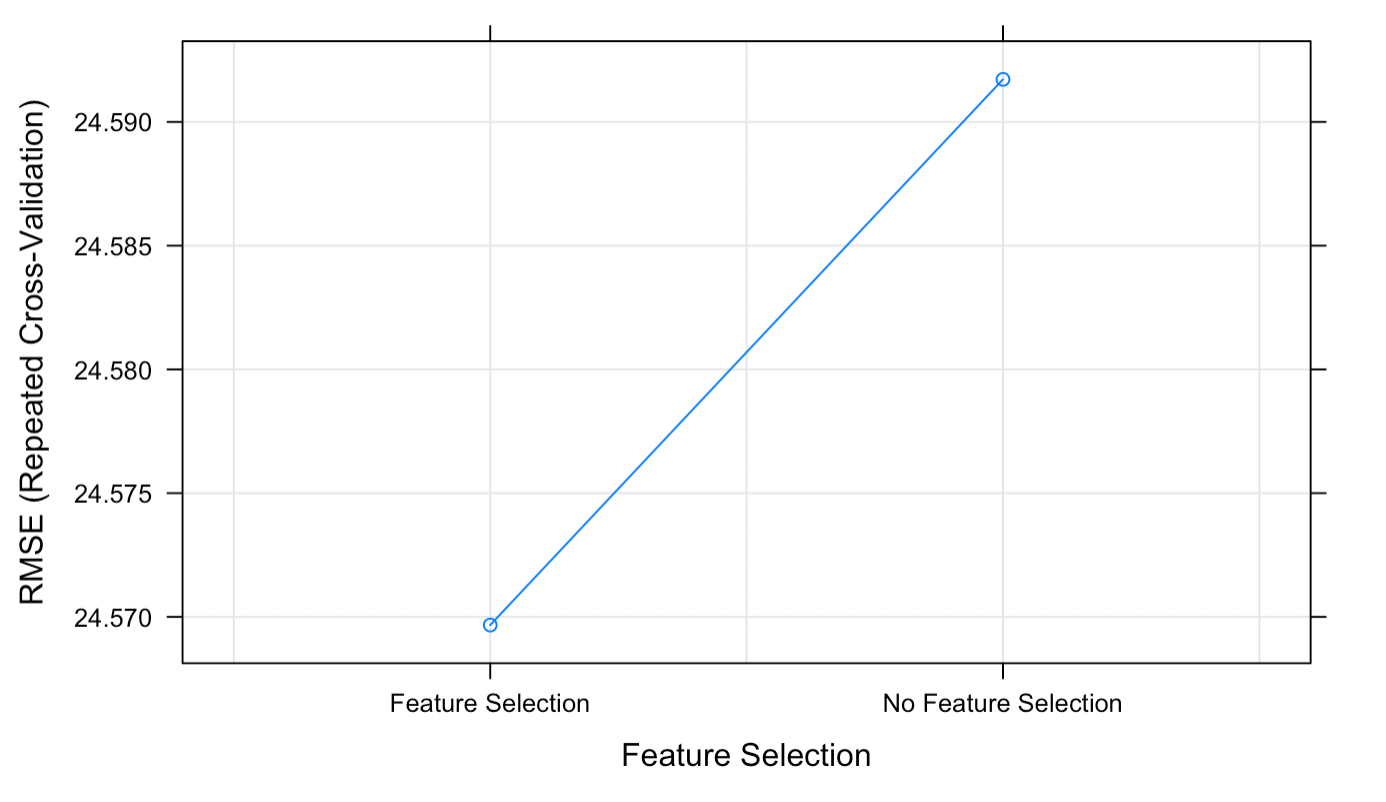 RMSE (Repeated Cross-Validation)
24.590
24.585
24.580
24.575
24.570
Feature Selection
No Feature Selection
Feature Selection